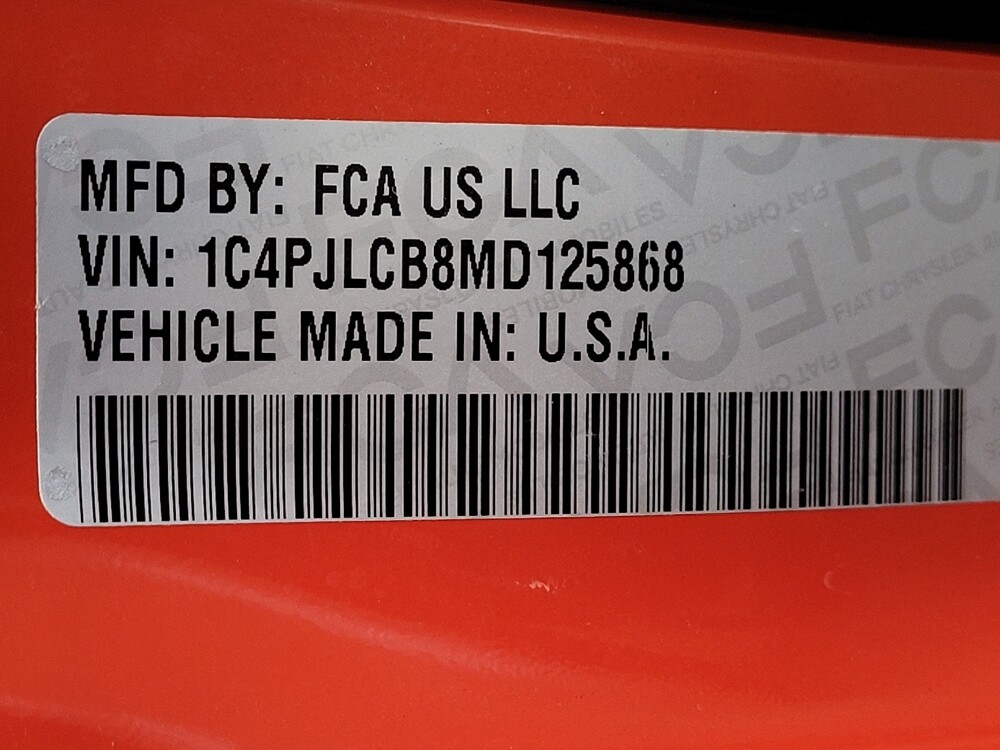 MFD BY: FCA US LLC
VIN: 1C4PJLCB8MD125868
VEHICLE MADE IN: U.S.A.